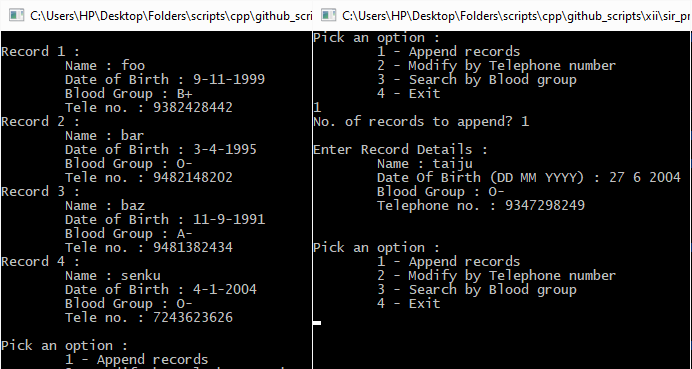 C:\Users\HP\Desktop\Folders\scripts\cpp\github_scri
Record 1 :
Name : foo
Date of Birth : 9-11-1999
Blood Group : B+
Tele no. : 9382428442
Record 2 :
Name : bar
Date of Birth : 3-4-1995
Blood Group : O-
Tele no. : 9482148202
Record 3 :
Name : baz
Date of Birth : 11-9-1991
Blood Group : A-
Tele no. : 9481382434
Record 4 :
Name : senku
Date of Birth : 4-1-2004
Blood Group : O-
Tele no. : 7243623626
Pick an option :
1 - Append records
C:\Users\HP\Desktop\Folders\scripts\cpp\github_scripts\xii\sir_pr
Pick an option :
1 - Append records
2 - Modify by Telephone number
3 - Search by Blood group
4 - Exit
1
No. of records to append? 1
Enter Record Details :
Name : taiju
Date Of Birth (DD MM YYYY) : 27 6 2004
Blood Group : O-
Telephone no. : 9347298249
Pick an option :
1 - Append records
2 - Modify by Telephone number
3 - Search by Blood group
4 - Exit